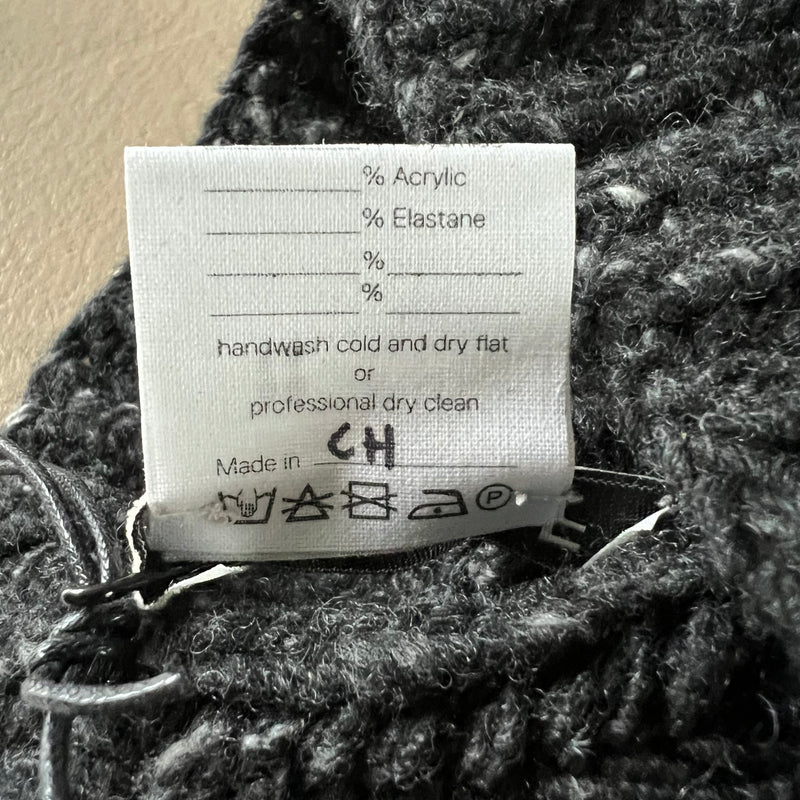 % Acrylic
% Elastane
%
%
handwash cold and dry flat
or
professional dry clean
Made in CH
P